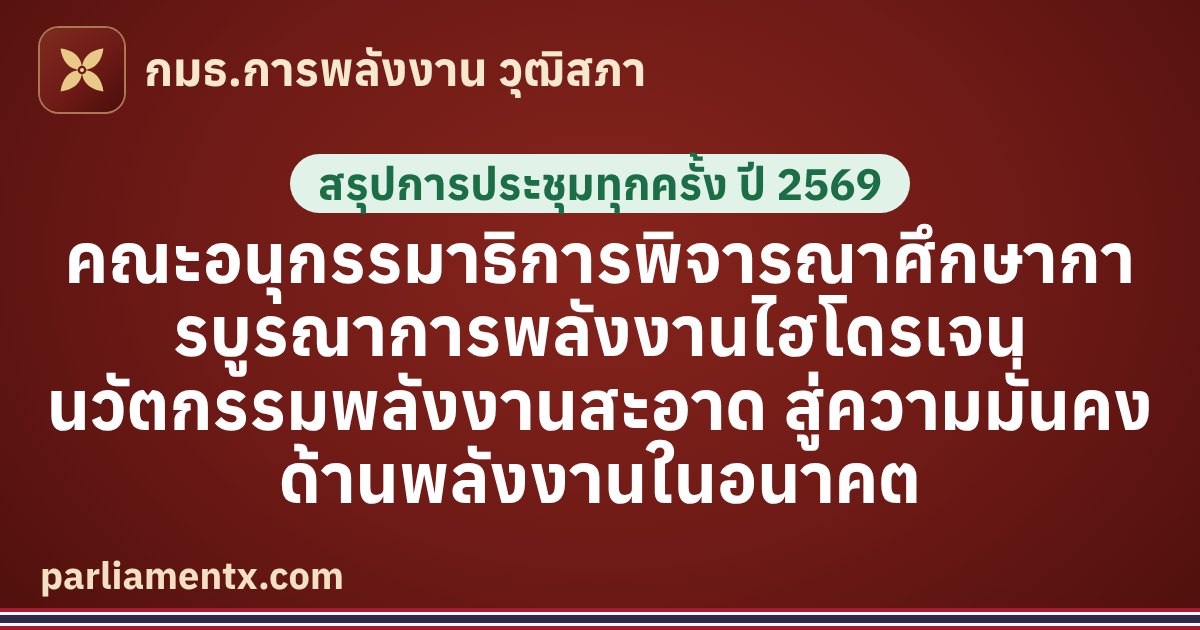 กมธ.การพลังงาน วุฒิสภา
สรุปการประชุมทุกครั้ง ปี 2569
คณะอนุกรรมาธิการพิจารณาศึกษากา
รบูรณาการพลังงานไฮโดรเจน
นวัตกรรมพลังงานสะอาด สู่ความมั่นคง
ด้านพลังงานในอนาคต
parliamentx.com